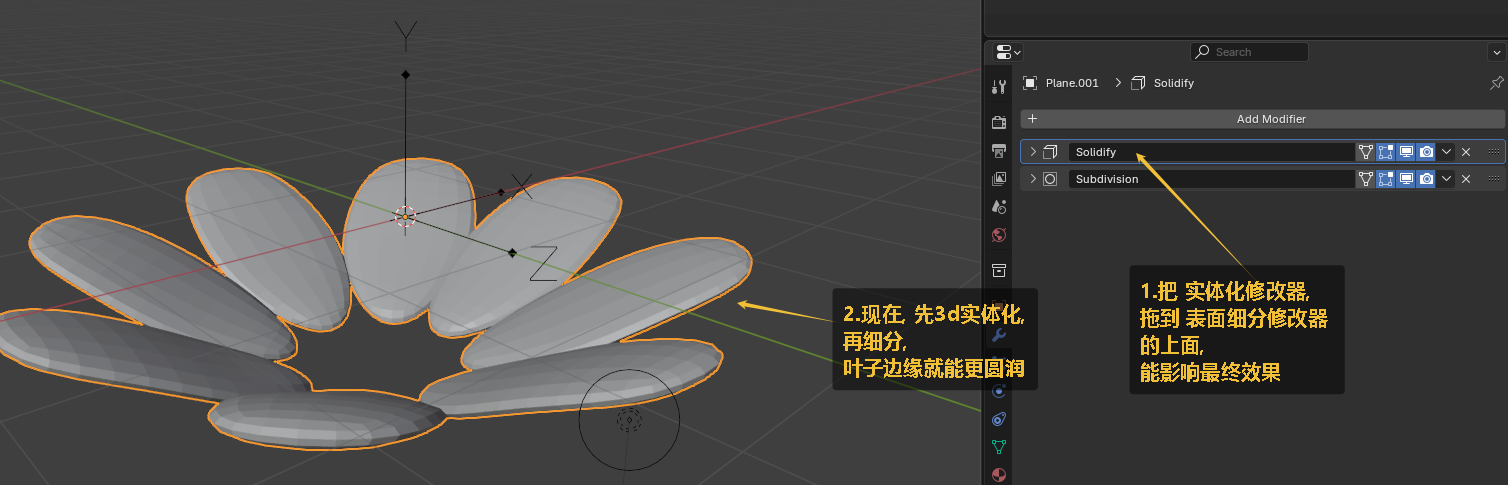 Y
X
Z
Search
Plane.001
Solidify
Add Modifier
Solidify
Subdivision
1.把 实体化修改器,
拖到 表面细分修改器
的上面,
能影响最终效果
2.现在, 先3d实体化,
再细分,
叶子边缘就能更圆润